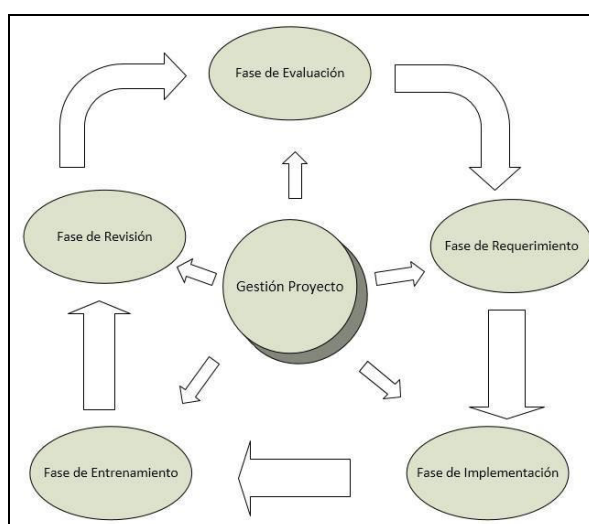 Fase de Evaluación
Fase de Revisión
Fase de Requerimiento
Gestión Proyecto
Fase de Entrenamiento
Fase de Implementación